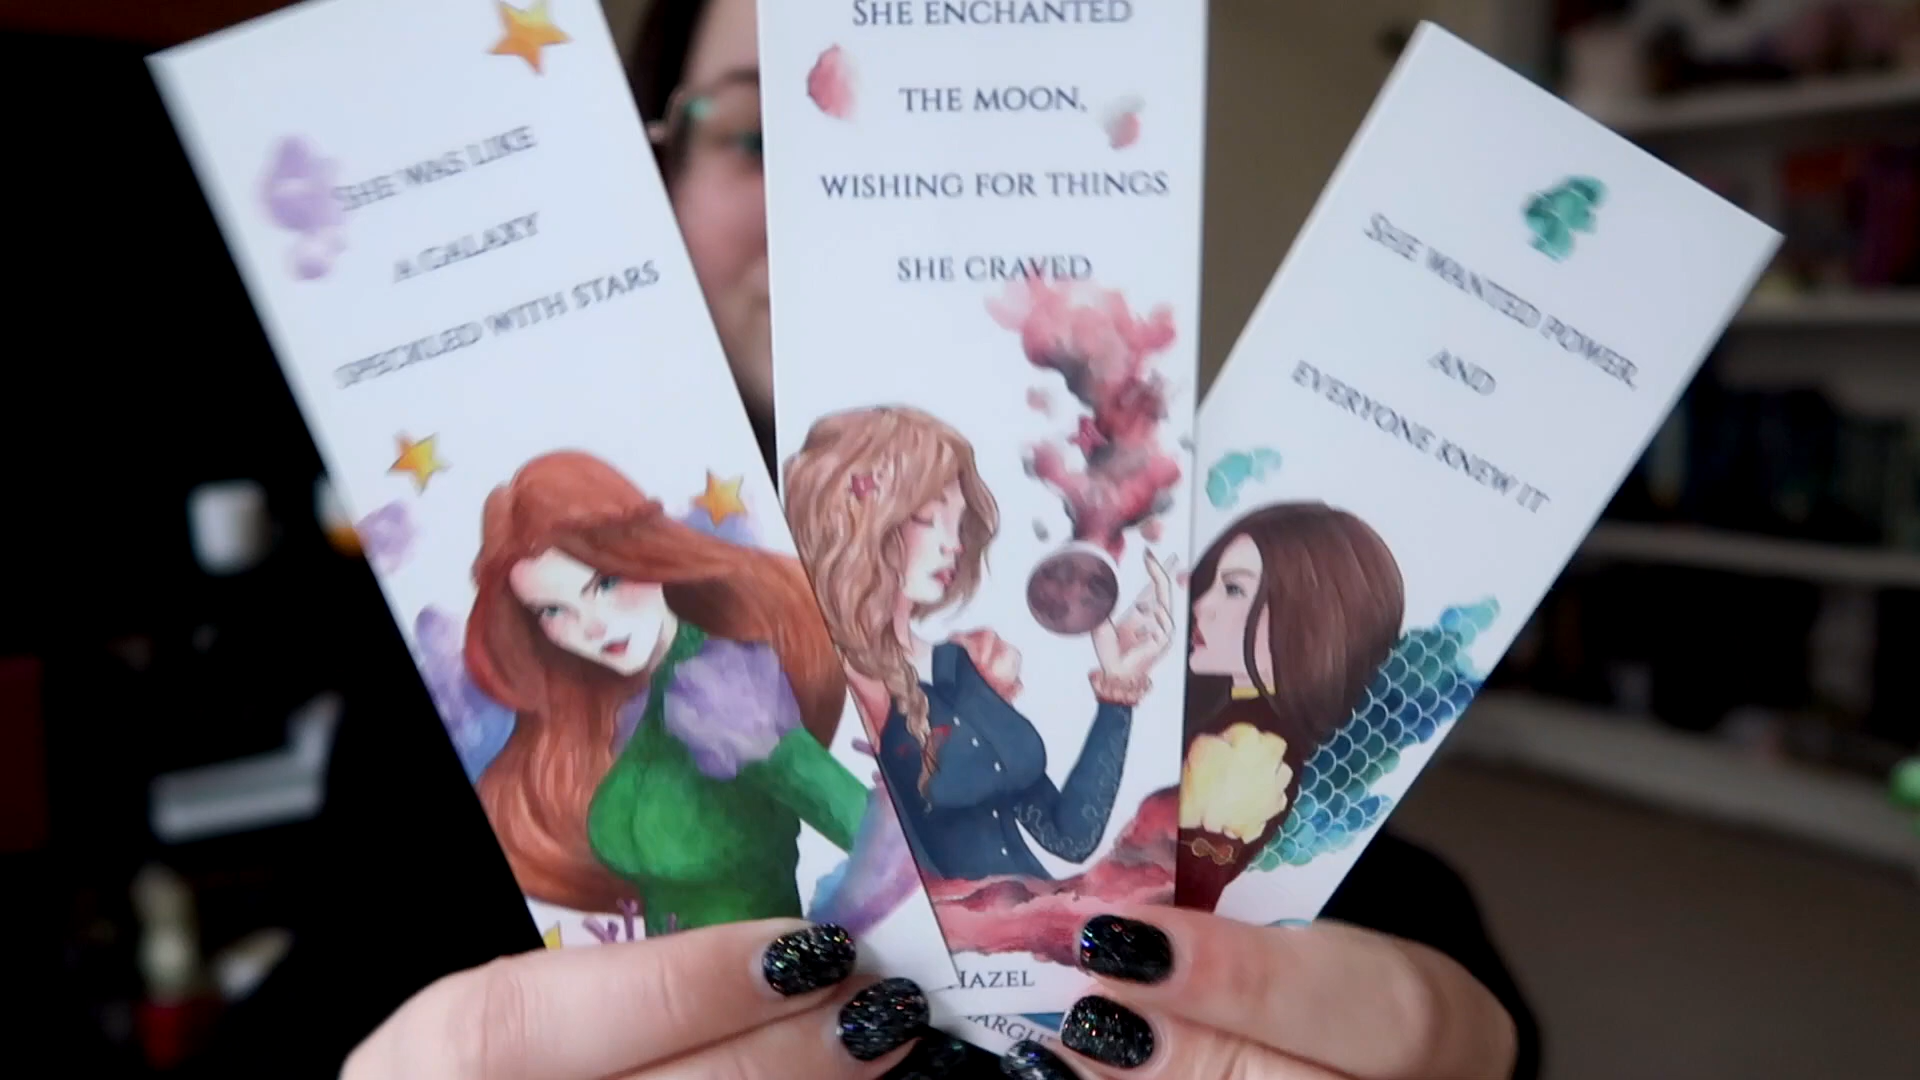 SHE WAS LIKE
A GALAXY
SPECKLED WITH STARS
SHE ENCHANTED
THE MOON,
WISHING FOR THINGS
SHE CRAVED
HAZEL
SHE WANTED POWER,
AND
EVERYONE KNEW IT